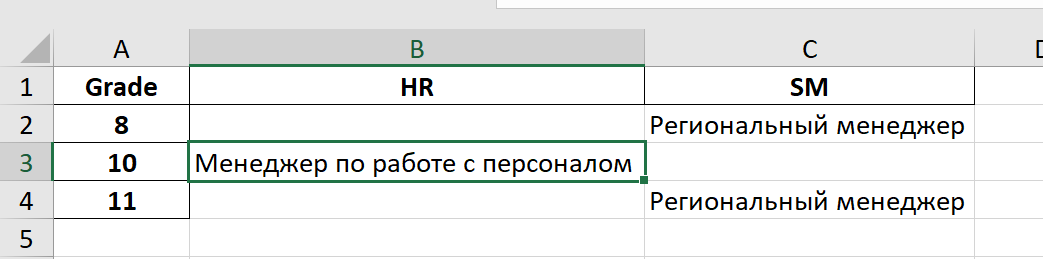 A B C D
1 Grade HR SM
2 8 Региональный менеджер
3 10 Менеджер по работе с персоналом
4 11 Региональный менеджер
5